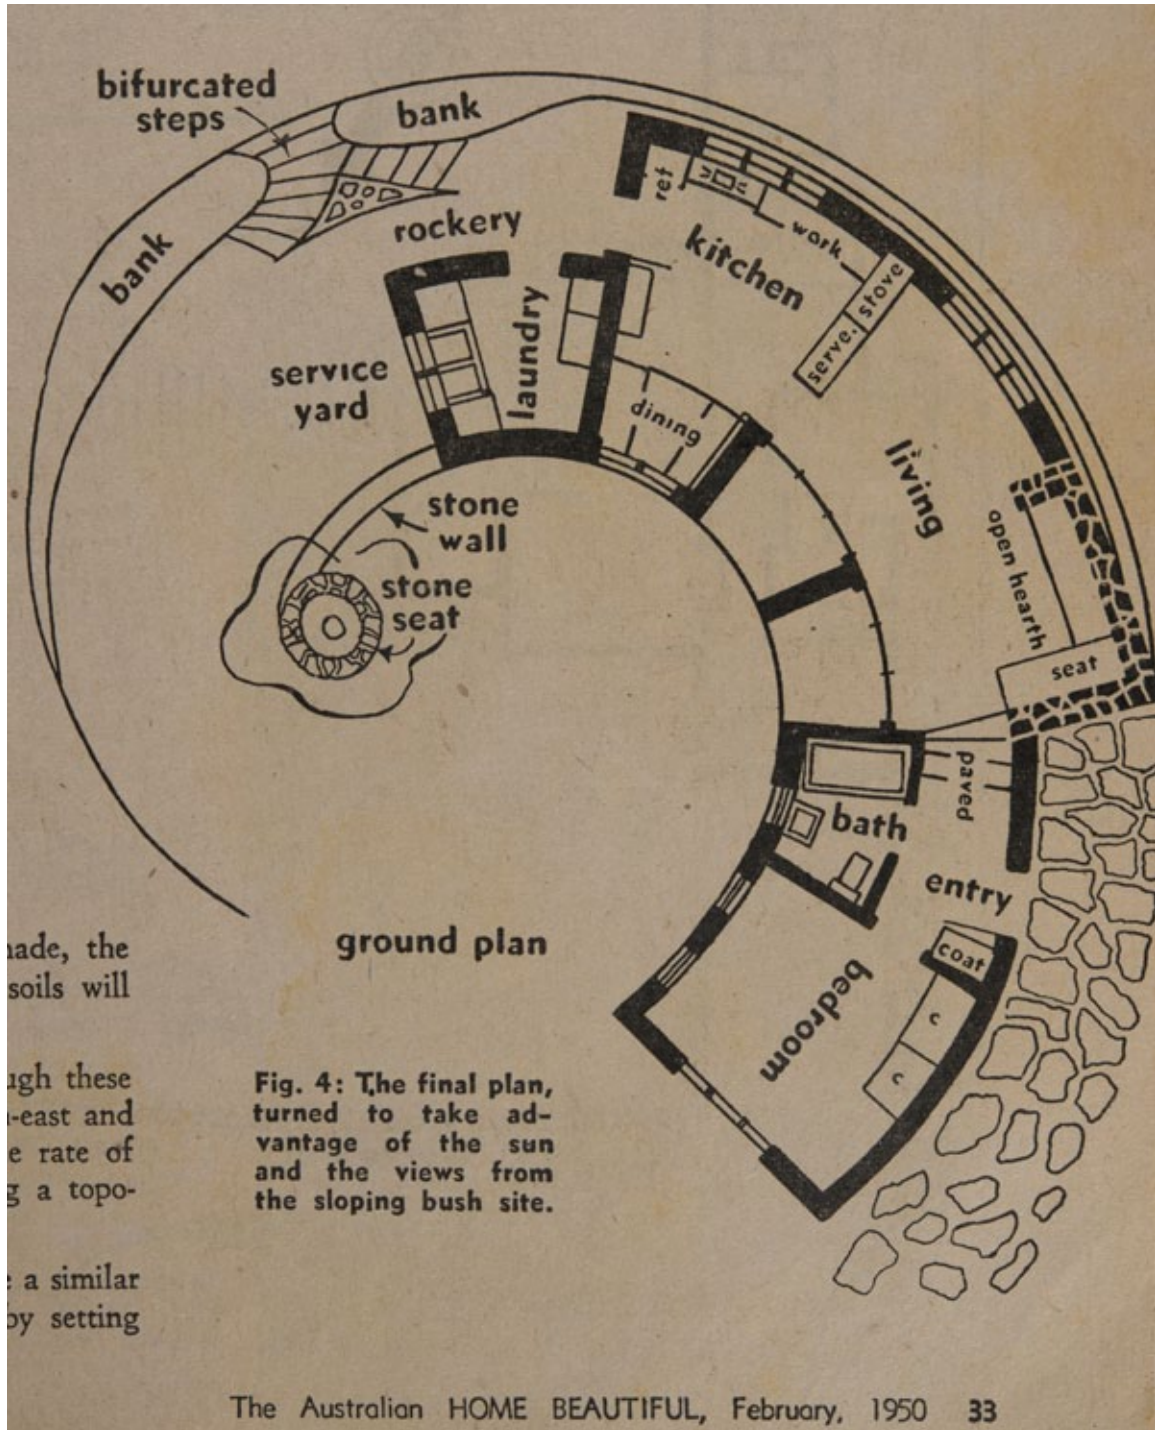 bifurcated
steps
bank
bank
rockery
ref
work
kitchen
stove
serve.
laundry
service
yard
dining
living
stone
wall
open hearth
stone
seat
seat
paved
bath
entry
coat
ground plan
bedroom
c
c
made, the
soils will
these
-east and
rate of
a topo-
a similar
by setting
Fig. 4: The final plan,
turned to take ad-
vantage of the sun
and the views from
the sloping bush site.
The Australian HOME BEAUTIFUL, February, 1950 33